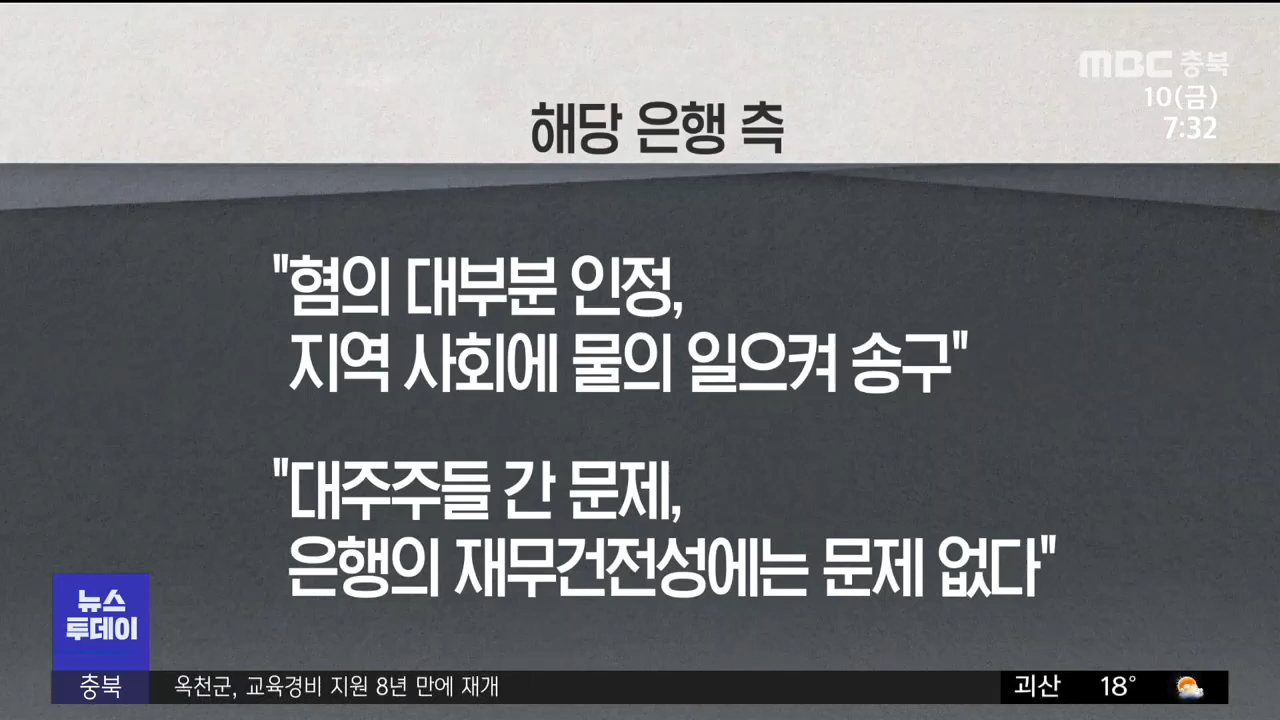 MBC 충북
10(금)
7:32
해당 은행 측
"혐의 대부분 인정,
지역 사회에 물의 일으켜 송구"
"대주주들 간 문제,
은행의 재무건전성에는 문제 없다"
뉴스
투데이
충북 옥천군, 교육경비 지원 8년 만에 재개 괴산 18°